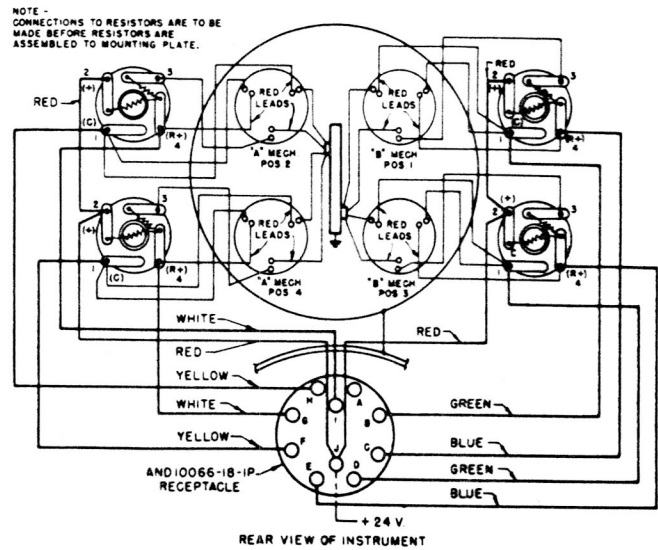 NOTE -
CONNECTIONS TO RESISTORS ARE TO BE
MADE BEFORE RESISTORS ARE
ASSEMBLED TO MOUNTING PLATE.
RED
2
(+)
3
(C)
1
(R+)
4
RED
LEADS
"A" MECH
POS 2
RED
LEADS
"B" MECH
POS 1
RED
2
(+)
3
(C)
1
(R+)
4
2
(+)
3
1
(C)
(R+)
4
RED
LEADS
"A" MECH
POS 4
RED
LEADS
"B" MECH
POS 3
(+)
2
3
C
1
(R+)
4
WHITE
RED
RED
YELLOW
WHITE
YELLOW
H
A
I
G
B
F
J
C
E
D
GREEN
BLUE
GREEN
BLUE
AND10066-18-1P
RECEPTACLE
+ 24 V.
REAR VIEW OF INSTRUMENT